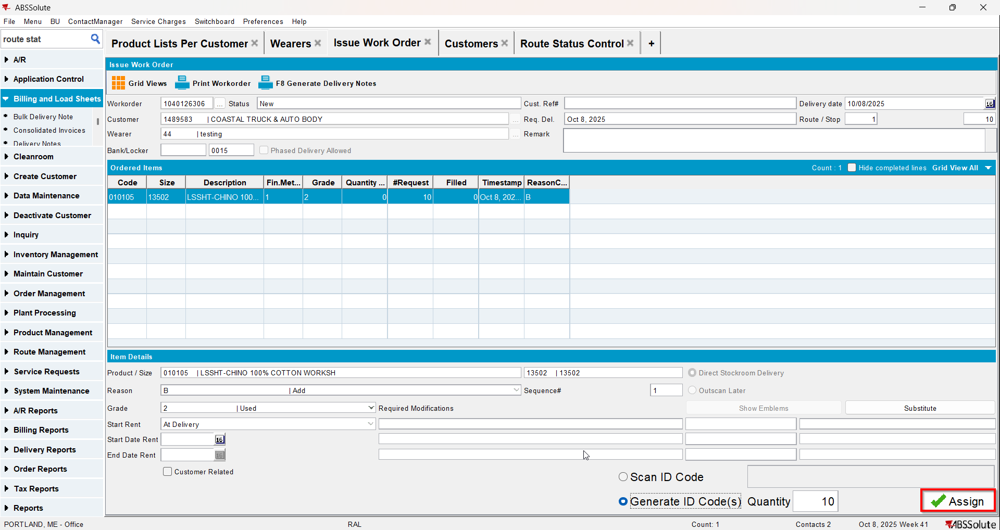 ABSSolute
File Menu BU ContactManager Service Charges Switchboard Preferences Help
route stat
Product Lists Per Customer Wearers Issue Work Order Customers Route Status Control +
A/R
Application Control
Billing and Load Sheets
Bulk Delivery Note
Consolidated Invoices
Delivery Notes
Cleanroom
Create Customer
Data Maintenance
Deactivate Customer
Inquiry
Inventory Management
Maintain Customer
Order Management
Plant Processing
Product Management
Route Management
Service Requests
System Maintenance
A/R Reports
Billing Reports
Delivery Reports
Order Reports
Tax Reports
Reports
Issue Work Order
Grid Views Print Workorder F8 Generate Delivery Notes
Workorder 1040126306 ... Status New Cust. Ref# Delivery date 10/08/2025 16
Customer 1489583 | COASTAL TRUCK & AUTO BODY ... Req. Del. Oct 8, 2025 Route / Stop 1 10
Wearer 44 | testing ... Remark
Bank/Locker 0015 Phased Delivery Allowed
Ordered Items Count : 1 Hide completed lines Grid View All
Code Size Description Fin.Met... Grade Quantity ... #Request Filled Timestamp ReasonC...
010105 13502 LSSHT-CHINO 100... 1 2 0 10 0 Oct 8, 202... B
Item Details
Product / Size 010105 | LSSHT-CHINO 100% COTTON WORKSH 13502 | 13502 Direct Stockroom Delivery
Reason B | Add Sequence# 1 Outscan Later
Grade 2 | Used Required Modifications Show Emblems Substitute
Start Rent At Delivery
Start Date Rent 16
End Date Rent 16
Customer Related
Scan ID Code
Generate ID Code(s) Quantity 10 Assign
PORTLAND, ME - Office RAL Count: 1 Contacts 2 Oct 8, 2025 Week 41 ABSSolute